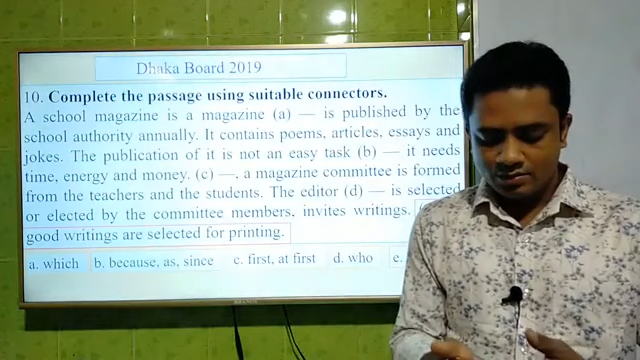 Dhaka Board 2019
10. Complete the passage using suitable connectors.
A school magazine is a magazine (a) — is published by the
school authority annually. It contains poems, articles, essays and
jokes. The publication of it is not an easy task (b) — it needs
time, energy and money. (c) —, a magazine committee is formed
from the teachers and the students. The editor (d) — is selected
or elected by the committee members, invites writings.
good writings are selected for printing.
a. which b. because, as, since c. first, at first d. who e.